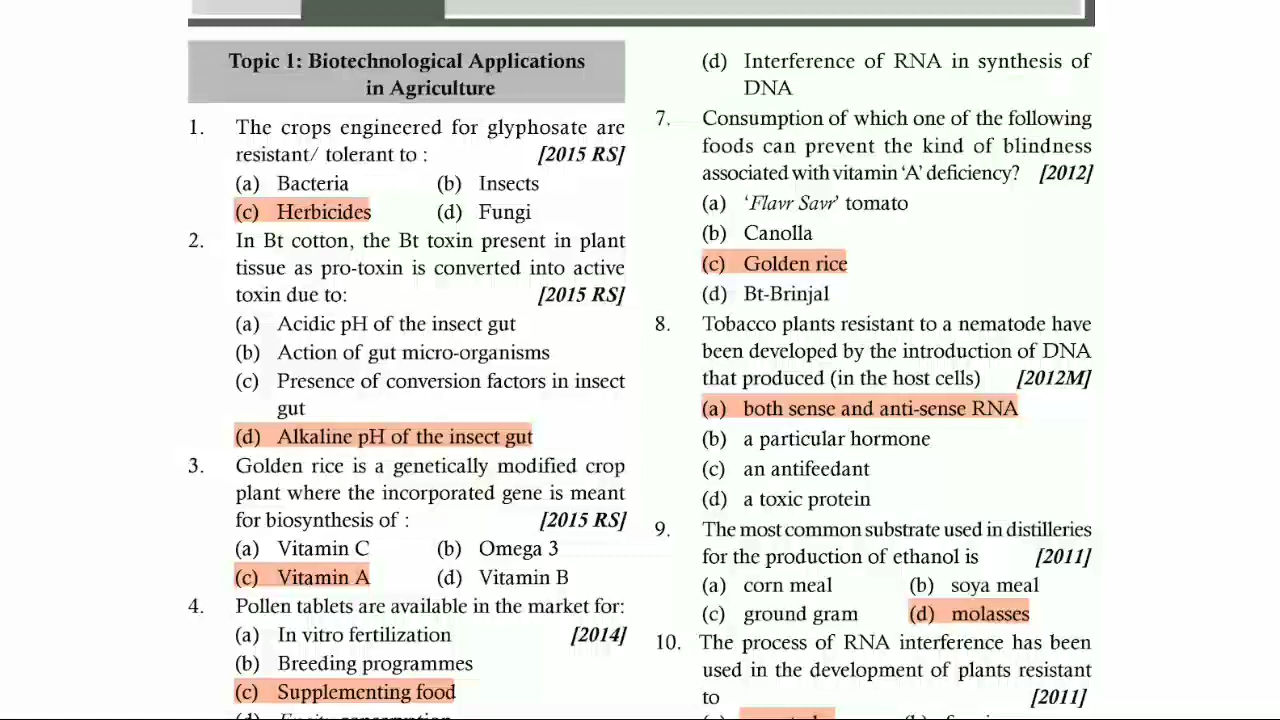 Topic 1: Biotechnological Applications
in Agriculture
1. The crops engineered for glyphosate are
resistant/ tolerant to : [2015 RS]
(a) Bacteria (b) Insects
(c) Herbicides (d) Fungi
2. In Bt cotton, the Bt toxin present in plant
tissue as pro-toxin is converted into active
toxin due to: [2015 RS]
(a) Acidic pH of the insect gut
(b) Action of gut micro-organisms
(c) Presence of conversion factors in insect
gut
(d) Alkaline pH of the insect gut
3. Golden rice is a genetically modified crop
plant where the incorporated gene is meant
for biosynthesis of : [2015 RS]
(a) Vitamin C (b) Omega 3
(c) Vitamin A (d) Vitamin B
4. Pollen tablets are available in the market for:
(a) In vitro fertilization [2014]
(b) Breeding programmes
(c) Supplementing food
(d) Interference of RNA in synthesis of
DNA
7. Consumption of which one of the following
foods can prevent the kind of blindness
associated with vitamin ‘A’ deficiency? [2012]
(a) ‘Flavr Savr’ tomato
(b) Canolla
(c) Golden rice
(d) Bt-Brinjal
8. Tobacco plants resistant to a nematode have
been developed by the introduction of DNA
that produced (in the host cells) [2012M]
(a) both sense and anti-sense RNA
(b) a particular hormone
(c) an antifeedant
(d) a toxic protein
9. The most common substrate used in distilleries
for the production of ethanol is [2011]
(a) corn meal (b) soya meal
(c) ground gram (d) molasses
10. The process of RNA interference has been
used in the development of plants resistant
to [2011]